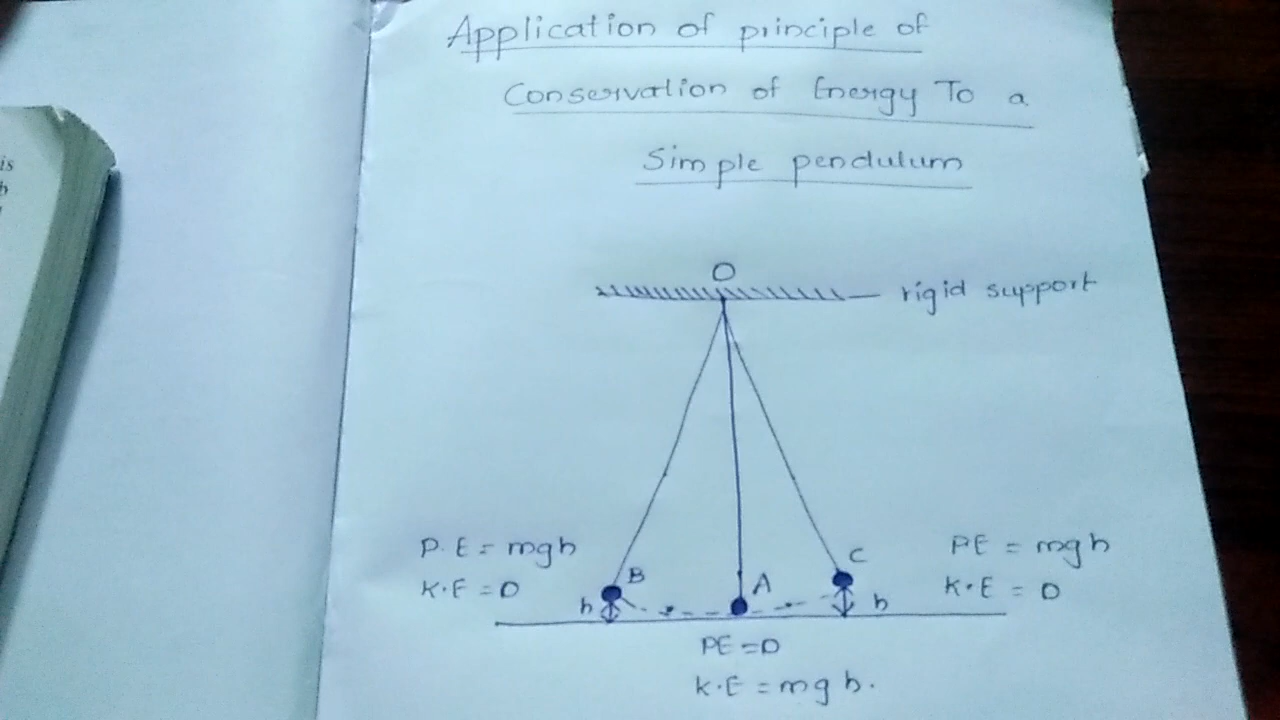 is
b
Application of principle of
Conservation of Energy To a
Simple pendulum
O
rigid support
P.E = mgh
K.E = 0
B
h
A
C
h
PE = mgh
K.E = 0
PE = 0
K.E = mgh.